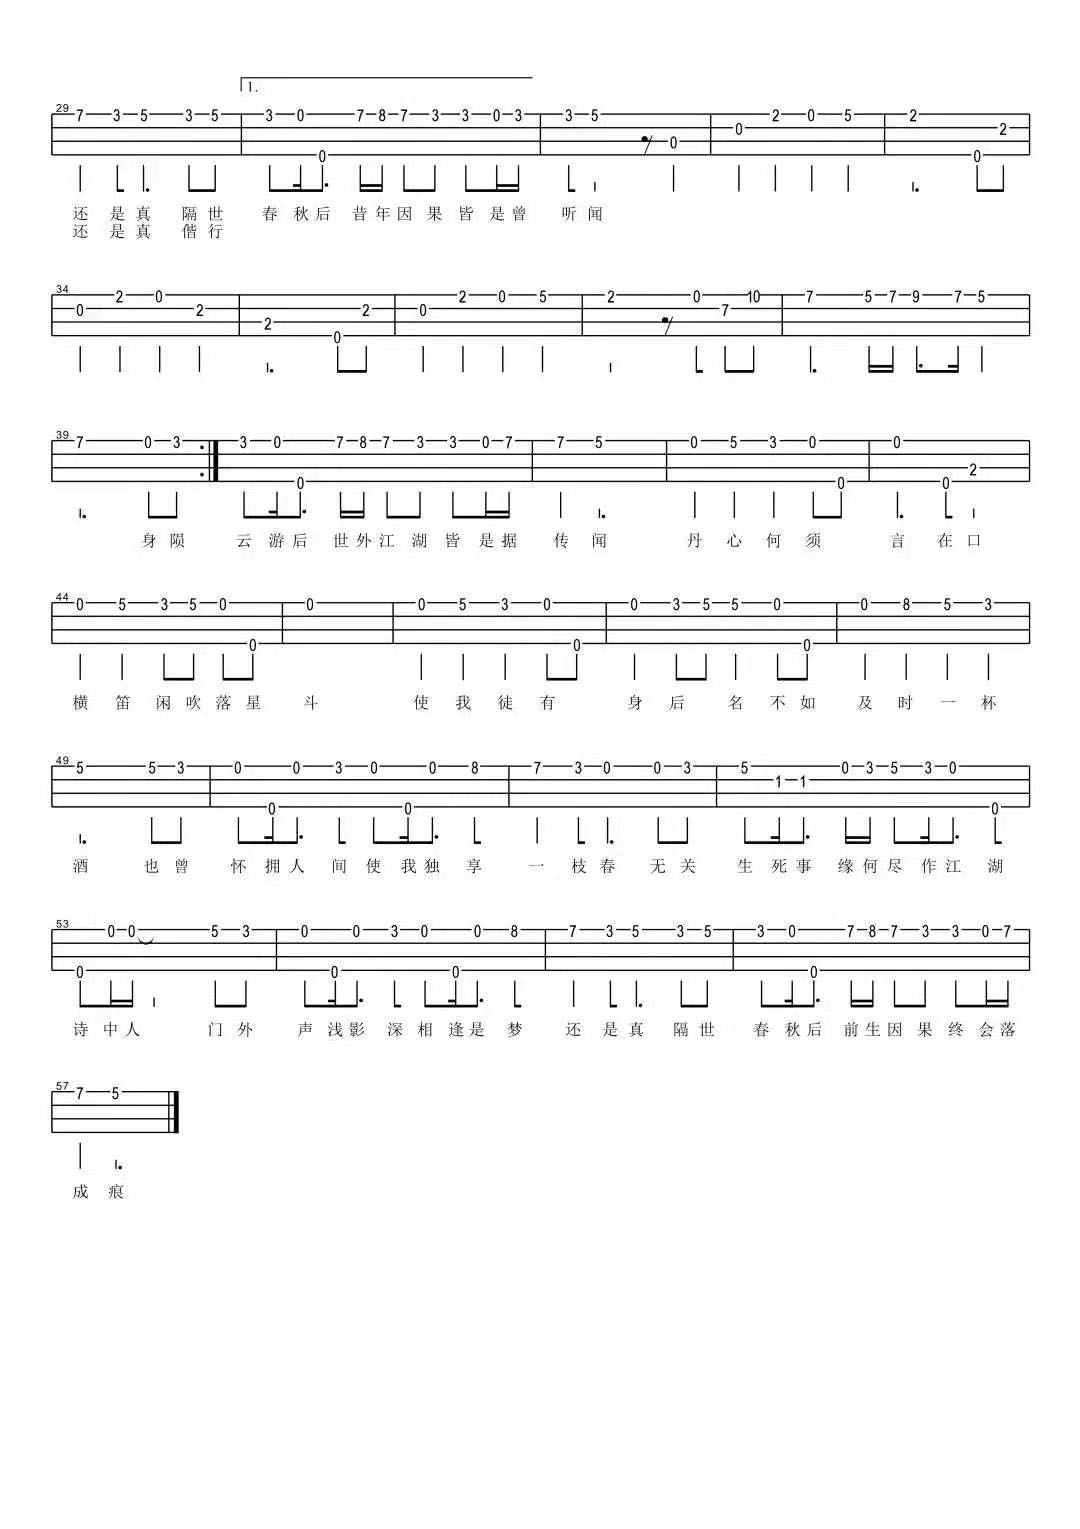 1.
29 7 3 5 3 5 3 0 0 7 8 7 3 3 0 3 3 5 0 0 2 0 5 2 0 2
还 是 真 隔 世 春 秋 后 昔 年 因 果 皆 是 曾 听 闻
还 是 真 偕 行
34 0 2 0 2 2 0 2 0 2 0 5 2 0 7 10 7 5 7 9 7 5
39 7 0 3 3 0 0 7 8 7 3 3 0 7 7 5 0 5 3 0 0 0 0 2
身 陨 云 游 后 世 外 江 湖 皆 是 据 传 闻 丹 心 何 须 言 在 口
44 0 5 3 5 0 0 0 0 5 3 0 0 0 3 5 5 0 0 0 8 5 3
横 笛 闲 吹 落 星 斗 使 我 徒 有 身 后 名 不 如 及 时 一 杯
49 5 5 3 0 0 0 3 0 0 0 8 7 3 0 0 3 5 1 1 0 3 5 3 0 0
酒 也 曾 怀 拥 人 间 使 我 独 享 一 枝 春 无 关 生 死 事 缘 何 尽 作 江 湖
53 0 0 0 5 3 0 0 0 3 0 0 0 8 7 3 5 3 5 3 0 0 7 8 7 3 3 0 7
诗 中 人 门 外 声 浅 影 深 相 逢 是 梦 还 是 真 隔 世 春 秋 后 前 生 因 果 终 会 落
57 7 5
成 痕